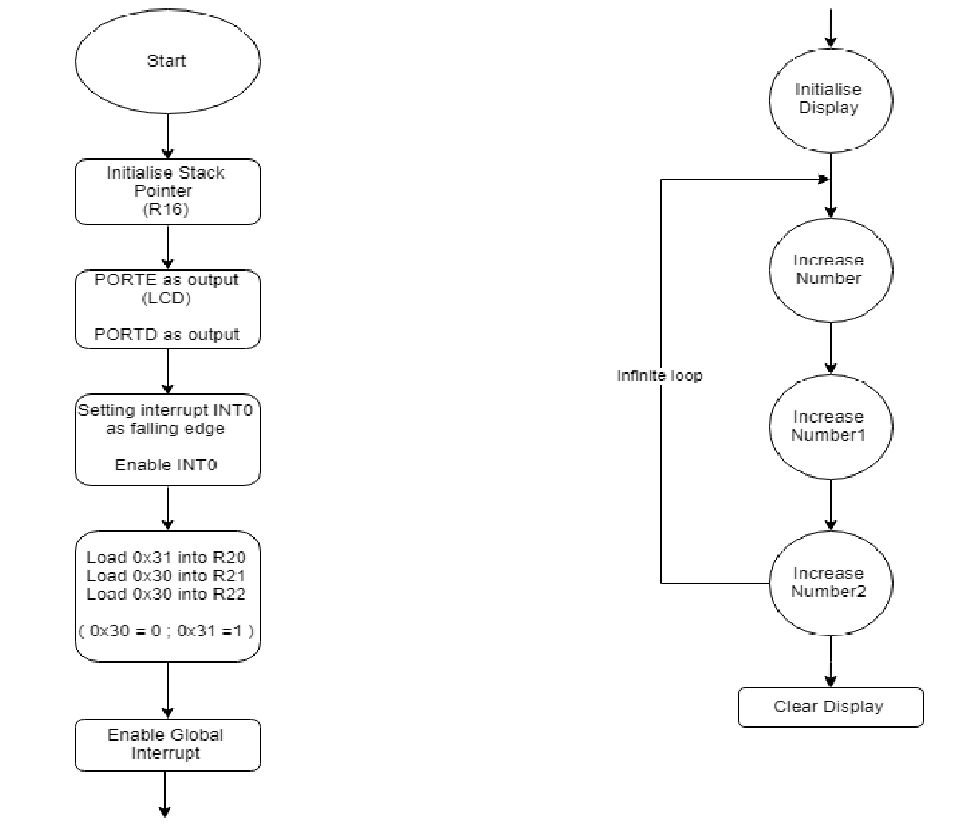 Start
Initialise Stack
Pointer
(R16)
PORTE as output
(LCD)
PORTD as output
Setting interrupt INT0
as falling edge
Enable INT0
Load 0x31 into R20
Load 0x30 into R21
Load 0x30 into R22
( 0x30 = 0 ; 0x31 =1 )
Enable Global
Interrupt
Initialise
Display
Increase
Number
Infinite loop
Increase
Number1
Increase
Number2
Clear Display